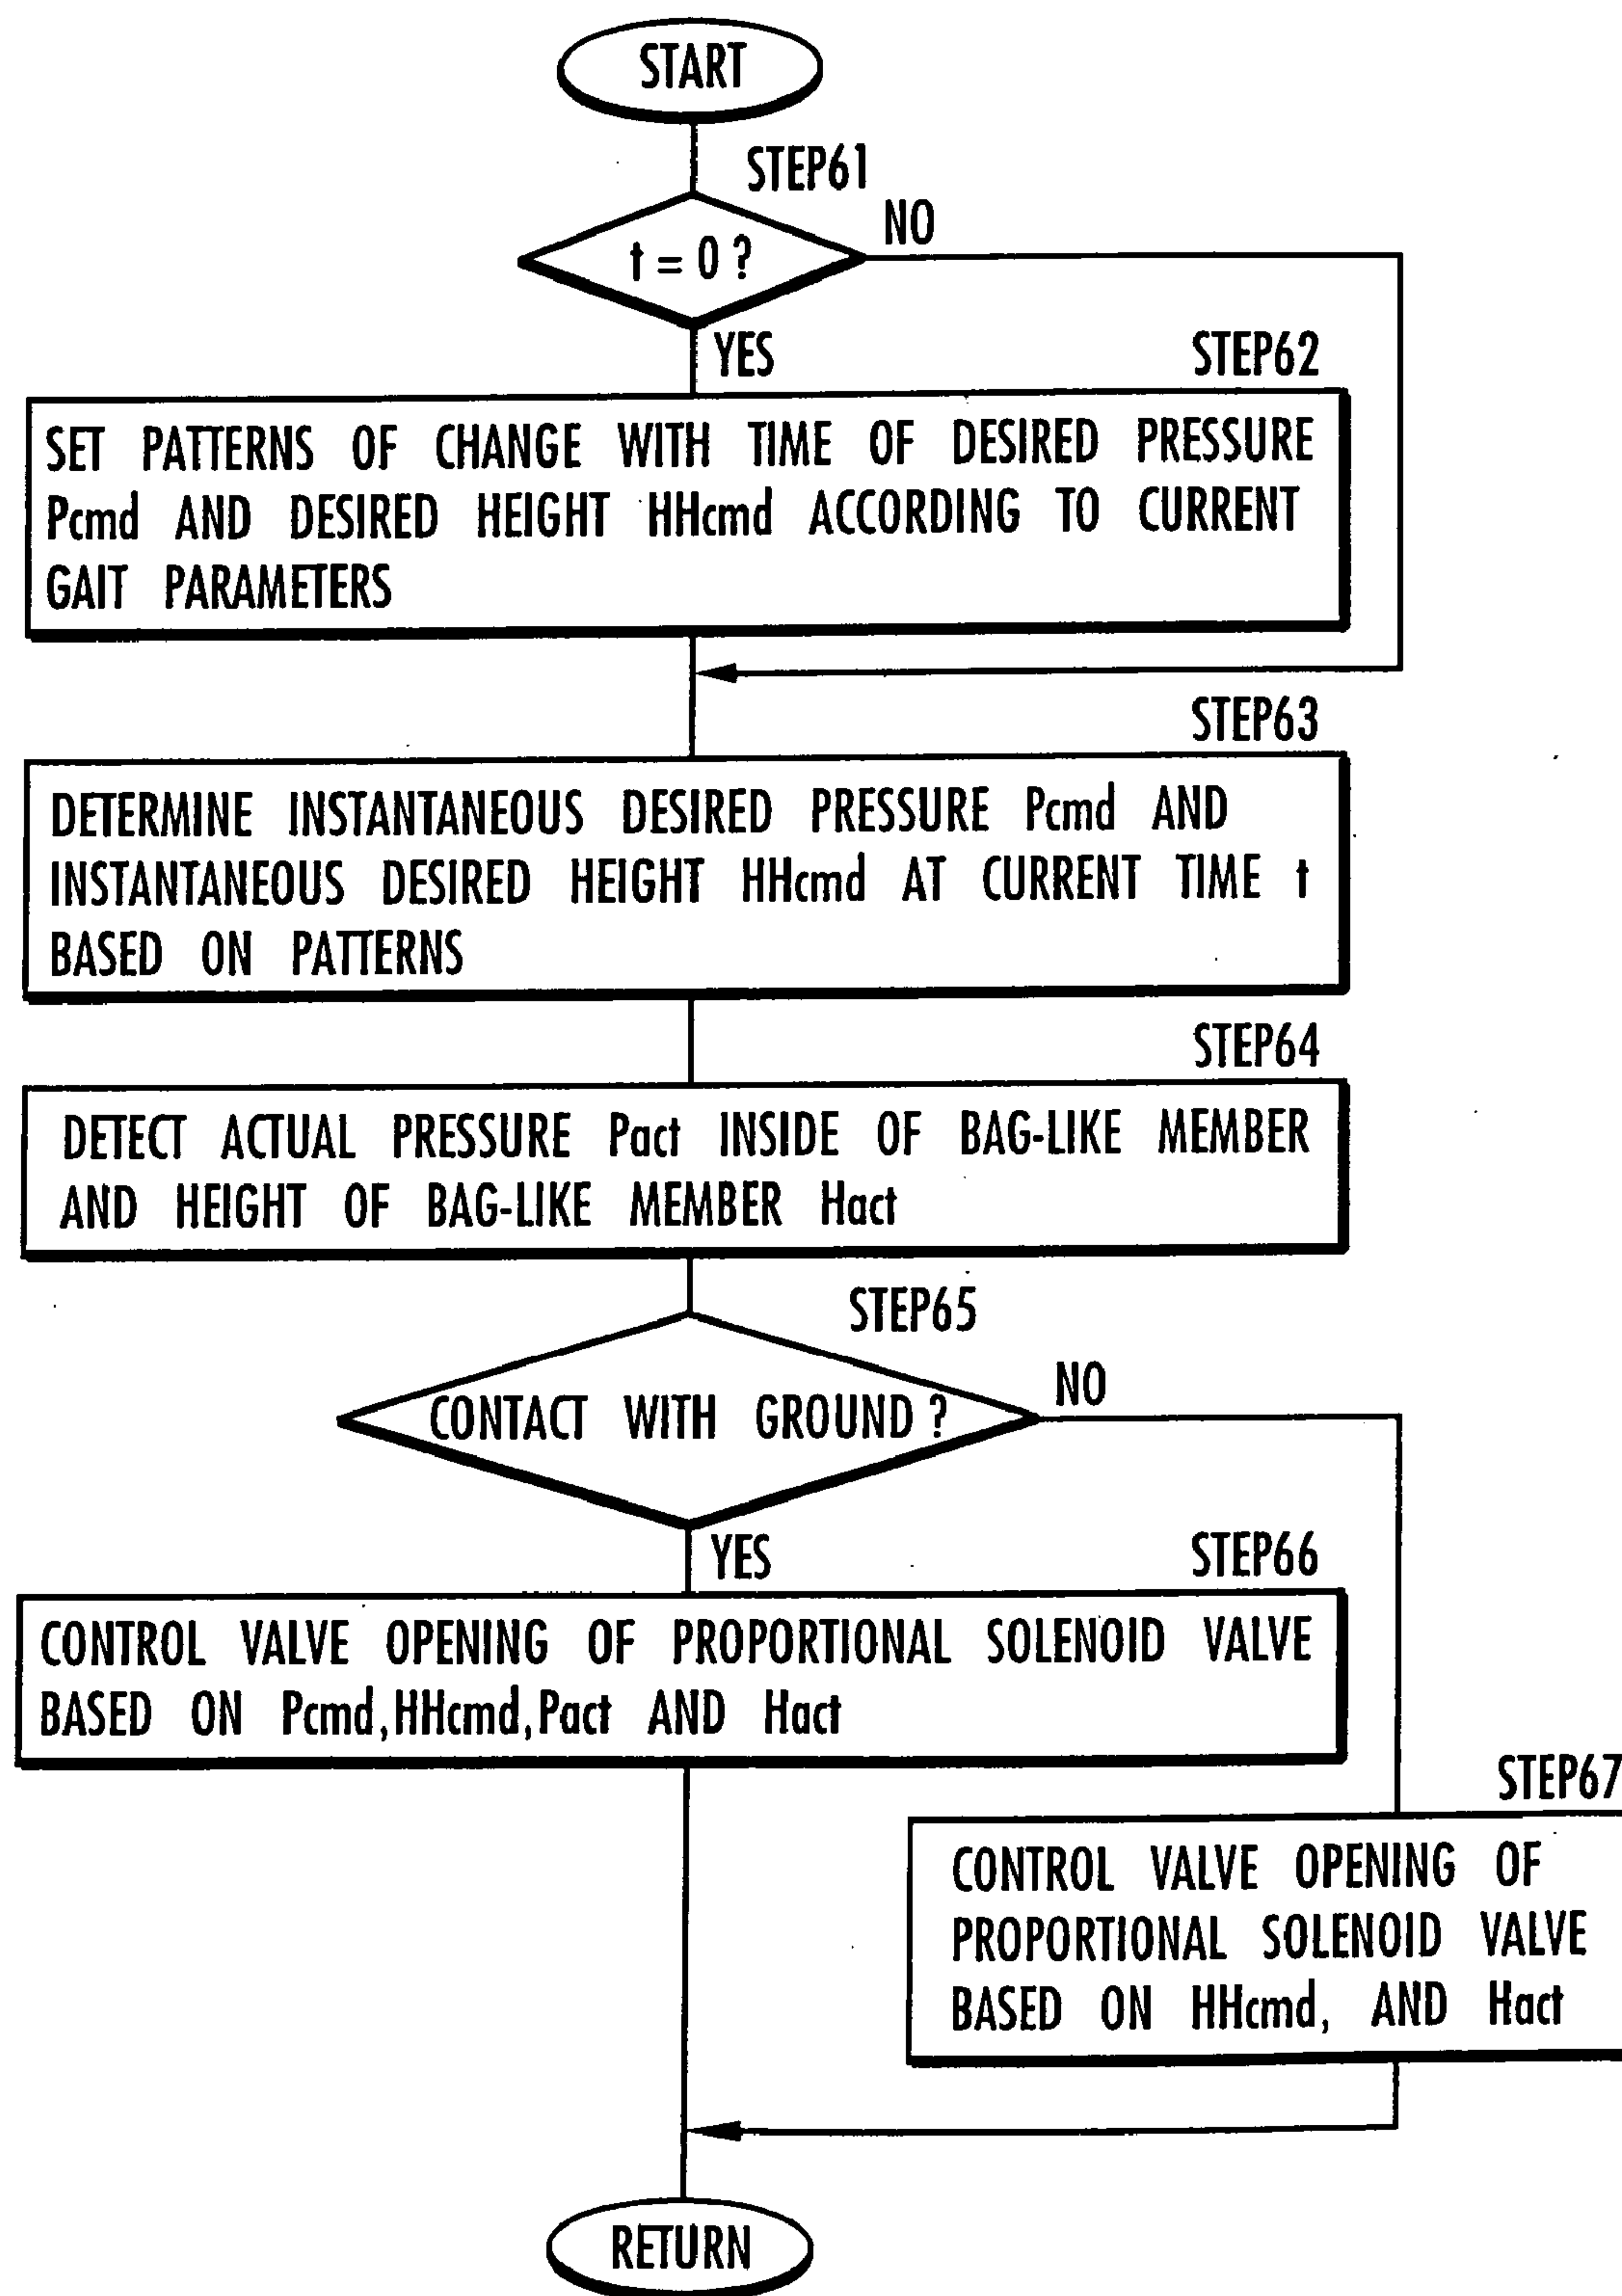 START
STEP61
t = 0 ?
NO
YES
STEP62
SET PATTERNS OF CHANGE WITH TIME OF DESIRED PRESSURE
Pcmd AND DESIRED HEIGHT HHcmd ACCORDING TO CURRENT
GAIT PARAMETERS
STEP63
DETERMINE INSTANTANEOUS DESIRED PRESSURE Pcmd AND
INSTANTANEOUS DESIRED HEIGHT HHcmd AT CURRENT TIME t
BASED ON PATTERNS
STEP64
DETECT ACTUAL PRESSURE Pact INSIDE OF BAG-LIKE MEMBER
AND HEIGHT OF BAG-LIKE MEMBER Hact
STEP65
CONTACT WITH GROUND ?
NO
YES
STEP66
CONTROL VALVE OPENING OF PROPORTIONAL SOLENOID VALVE
BASED ON Pcmd,HHcmd,Pact AND Hact
STEP67
CONTROL VALVE OPENING OF
PROPORTIONAL SOLENOID VALVE
BASED ON HHcmd, AND Hact
RETURN